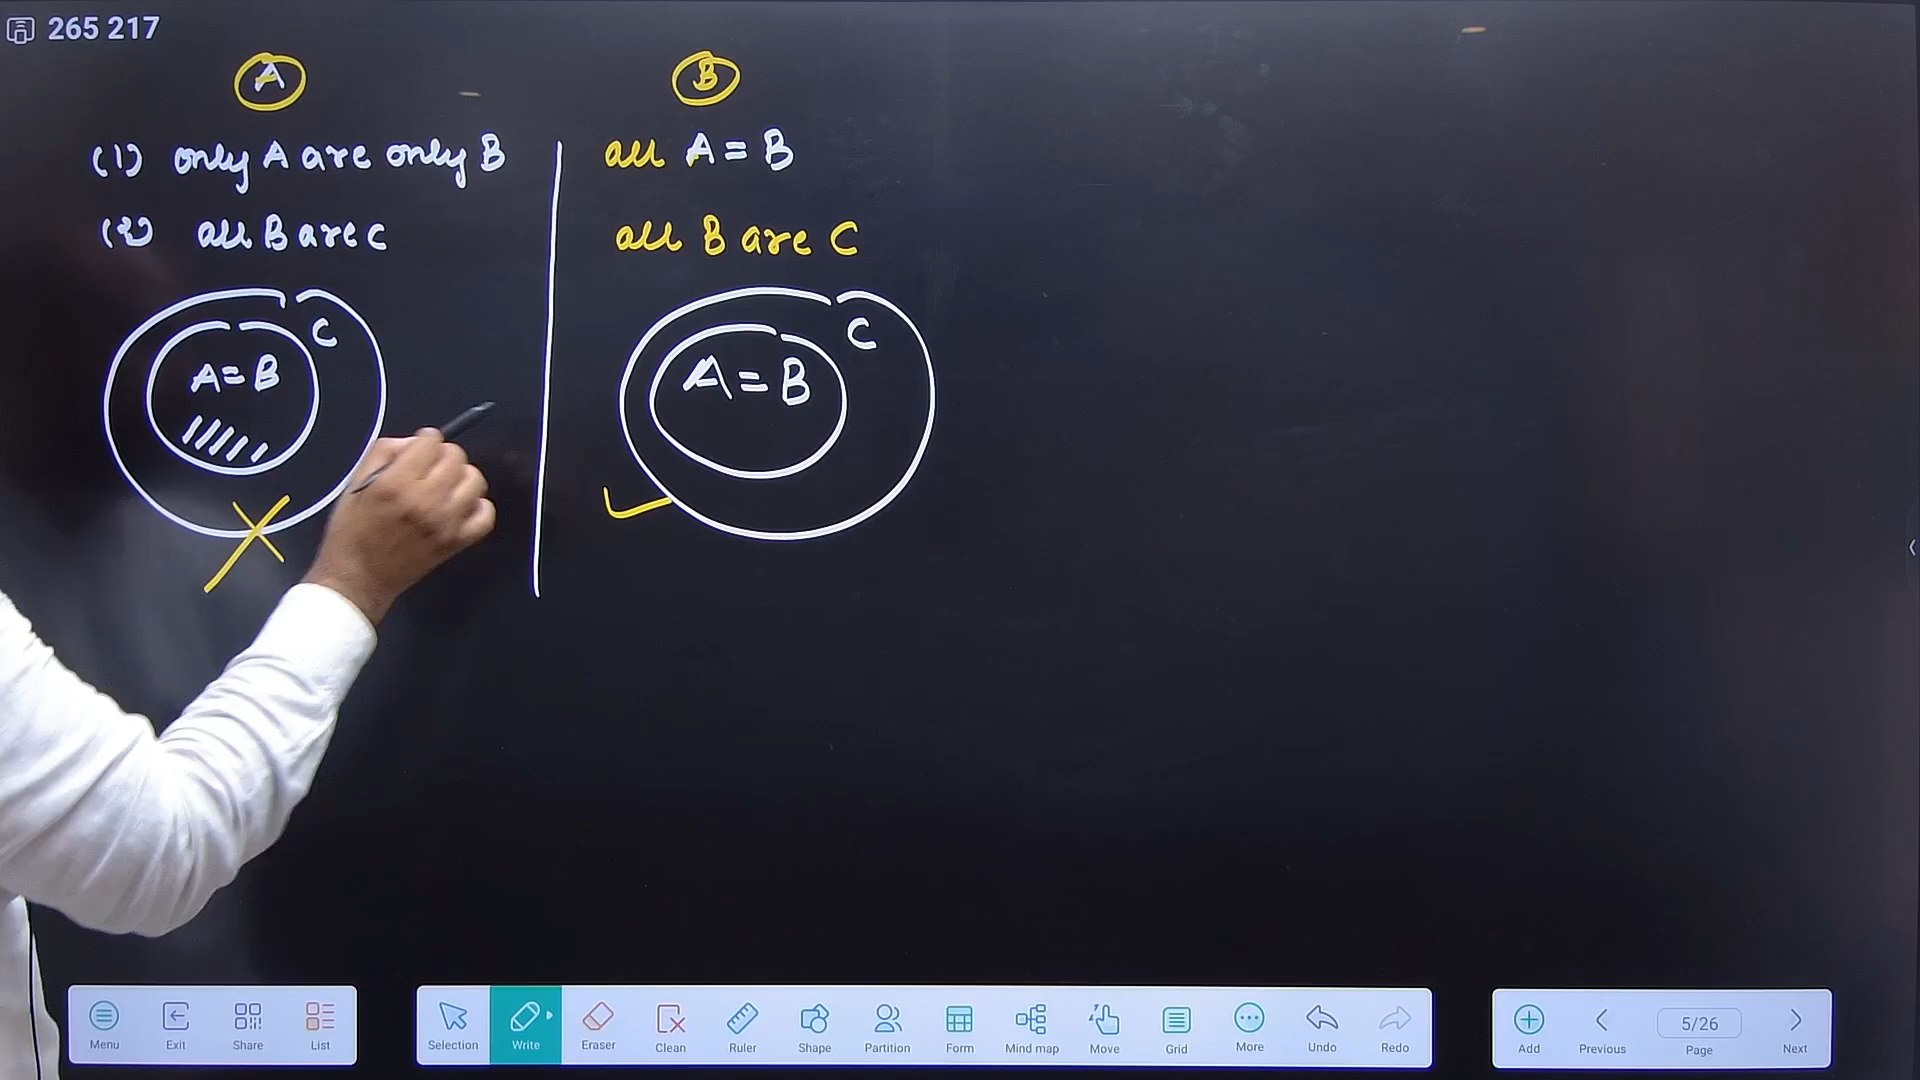 265 217
A
B
(1) only A are only B
all A = B
(2) all B are C
all B are C
C
A = B
C
A = B
Menu
Exit
Share
List
Selection
Write
Eraser
Clean
Ruler
Shape
Partition
Form
Mind map
Move
Grid
More
Undo
Redo
Add
Previous
5/26
Page
Next